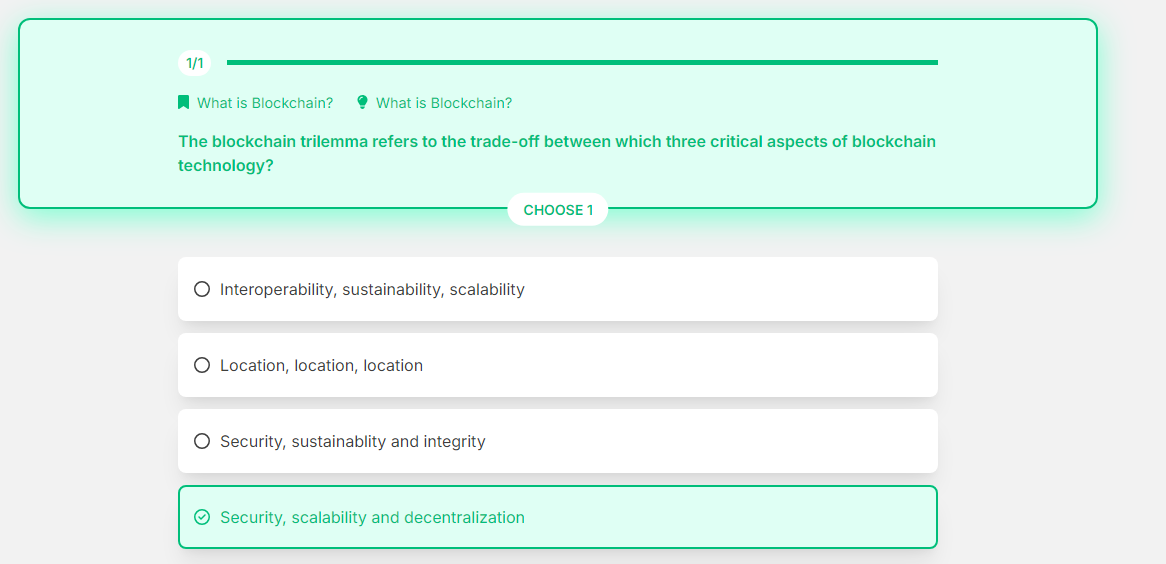 1/1
What is Blockchain? What is Blockchain?
The blockchain trilemma refers to the trade-off between which three critical aspects of blockchain
technology?
CHOOSE 1
Interoperability, sustainability, scalability
Location, location, location
Security, sustainablity and integrity
Security, scalability and decentralization